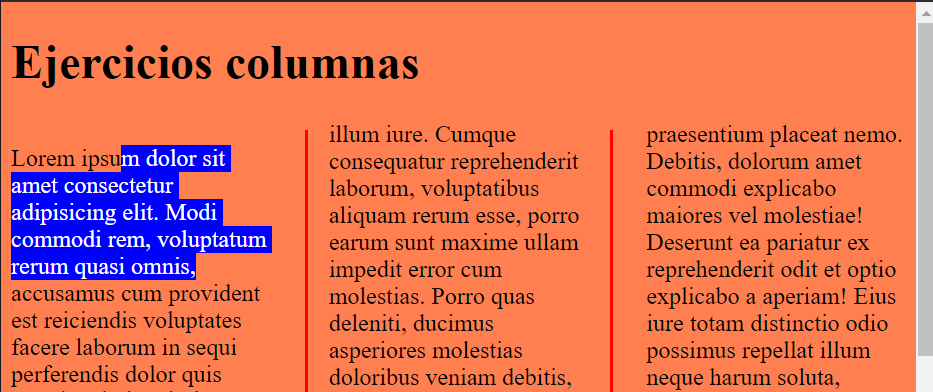 Ejercicios columnas
Lorem ipsum dolor sit
amet consectetur
adipisicing elit. Modi
commodi rem, voluptatum
rerum quasi omnis,
accusamus cum provident
est reiciendis voluptates
facere laborum in sequi
perferendis dolor quis
illum iure. Cumque
consequatur reprehenderit
laborum, voluptatibus
aliquam rerum esse, porro
earum sunt maxime ullam
impedit error cum
molestias. Porro quas
deleniti, ducimus
asperiores molestias
doloribus veniam debitis,
praesentium placeat nemo.
Debitis, dolorum amet
commodi explicabo
maiores vel molestiae!
Deserunt ea pariatur ex
reprehenderit odit et optio
explicabo a aperiam! Eius
iure totam distinctio odio
possimus repellat illum
neque harum soluta,